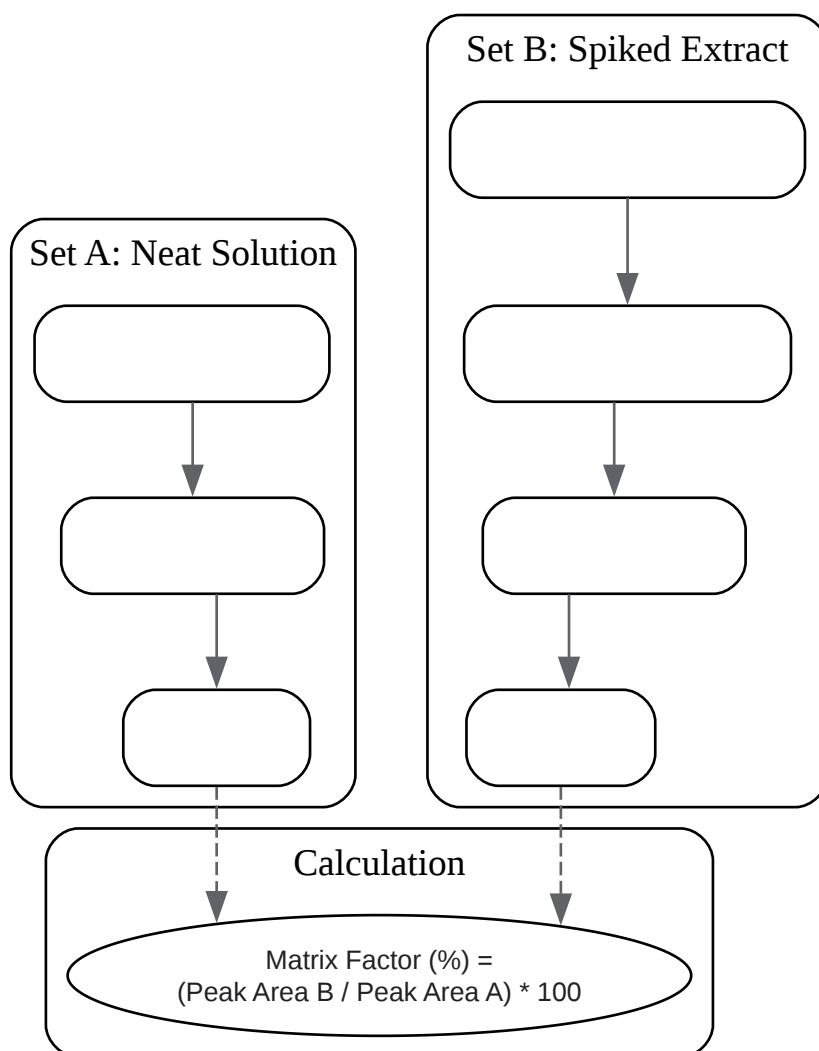 Set B: Spiked Extract
Set A: Neat Solution
Calculation
Matrix Factor (%) =
(Peak Area B / Peak Area A) * 100